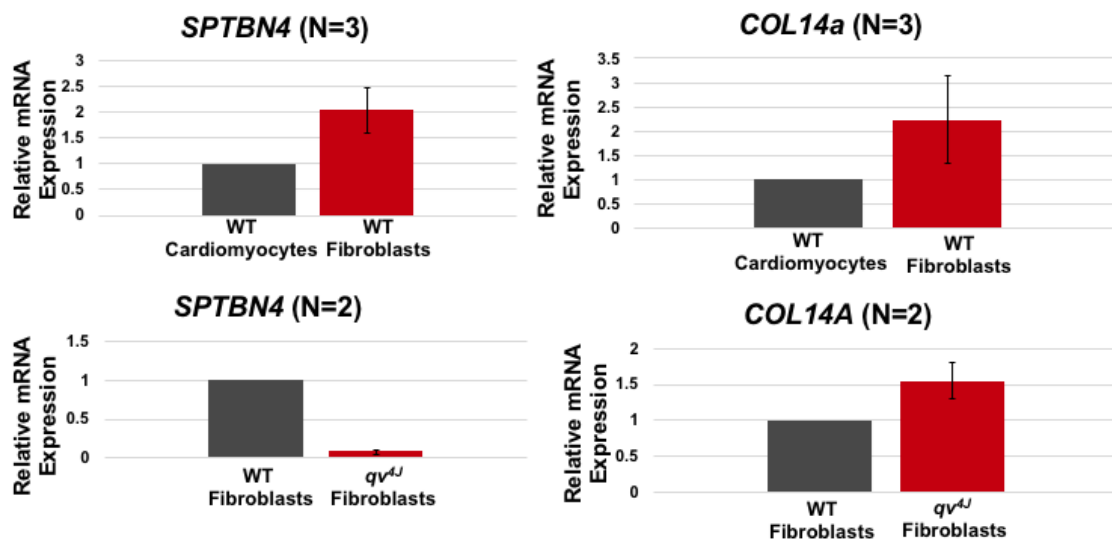 SPTBN4 (N=3)
Relative mRNA
Expression
3
2.5
2
1.5
1
0.5
0
WT
Cardiomyocytes
WT
Fibroblasts
COL14a (N=3)
Relative mRNA
Expression
3.5
3
2.5
2
1.5
1
0.5
0
WT
Cardiomyocytes
WT
Fibroblasts
SPTBN4 (N=2)
Relative mRNA
Expression
1.5
1
0.5
0
WT
Fibroblasts
qv4J
Fibroblasts
COL14A (N=2)
Relative mRNA
Expression
2
1.5
1
0.5
0
WT
Fibroblasts
qv4J
Fibroblasts